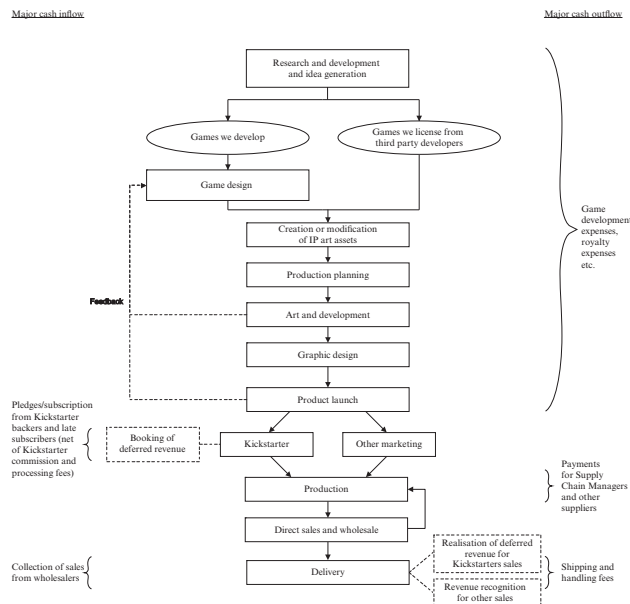 Major cash inflow
Major cash outflow
Research and development
and idea generation
Games we develop
Games we license from
third party developers
Game design
Creation or modification
of IP art assets
Game
development
expenses,
royalty
expenses
etc.
Production planning
Feedback
Art and development
Graphic design
Product launch
Pledges/subscription
from Kickstarter
backers and late
subscribers (net
of Kickstarter
commission and
processing fees)
Booking of
deferred revenue
Kickstarter
Other marketing
Production
Payments
for Supply
Chain Managers
and other
suppliers
Direct sales and wholesale
Collection of sales
from wholesalers
Delivery
Realisation of deferred
revenue for
Kickstarters sales
Revenue recognition
for other sales
Shipping and
handling fees